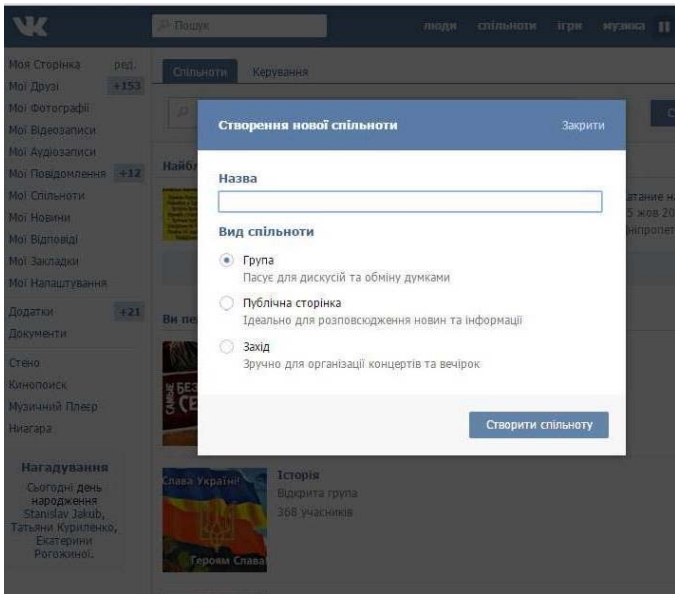 Пошук
люди спільноти ігри музика
Моя Сторінка ред.
Мої Друзі +153
Мої Фотографії
Мої Відеозаписи
Мої Аудіозаписи
Мої Повідомлення +12
Мої Спільноти
Мої Новини
Мої Відповіді
Мої Закладки
Мої Налаштування
Додатки +21
Документи
Стено
Кинопоиск
Музичний Плеєр
Ниагара
Нагадування
Сьогодні день
народження
Stanislav Jakub,
Татьяни Куриленко,
Екатерини
Рогожиної.
Спільноти Керування
Створення нової спільноти Закрити
Назва
Вид спільноти
Група
Пасує для дискусій та обміну думками
Публічна сторінка
Ідеально для розповсюдження новин та інформації
Захід
Зручно для організації концертів та вечірок
Створити спільноту
Слава Україні!
Героям Слава!
Історія
Відкрита група
368 учасників